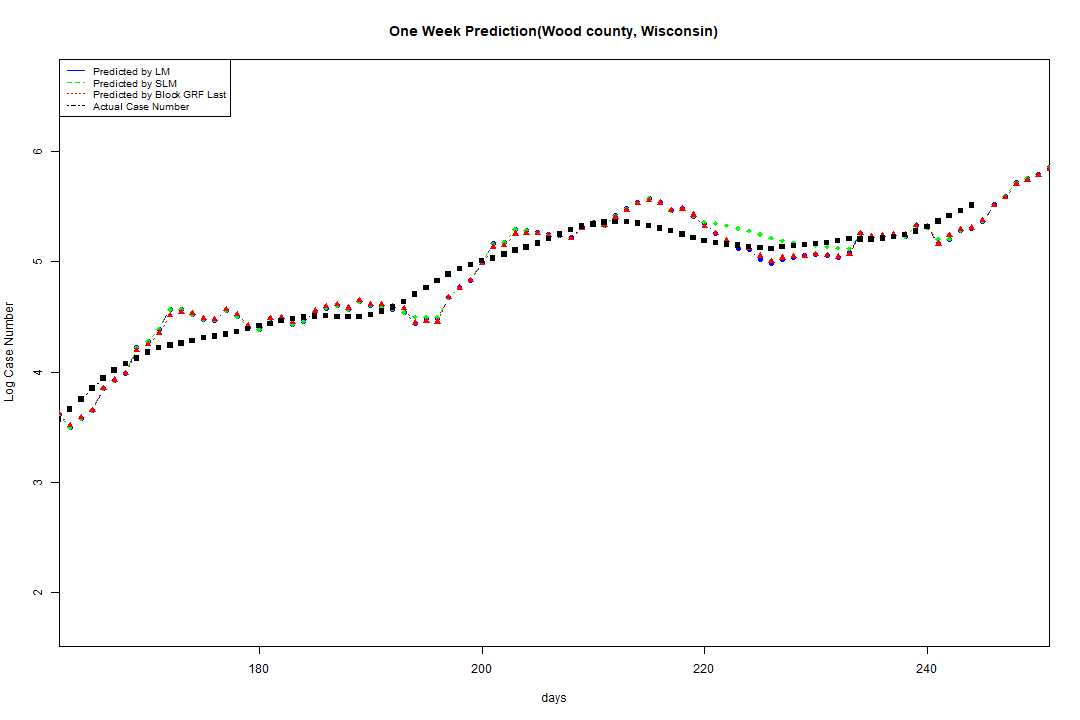 One Week Prediction(Wood county, Wisconsin)
Predicted by LM
Predicted by SLM
Predicted by Block GRF Last
Actual Case Number
6
5
4
3
2
Log Case Number
180 200 220 240
days